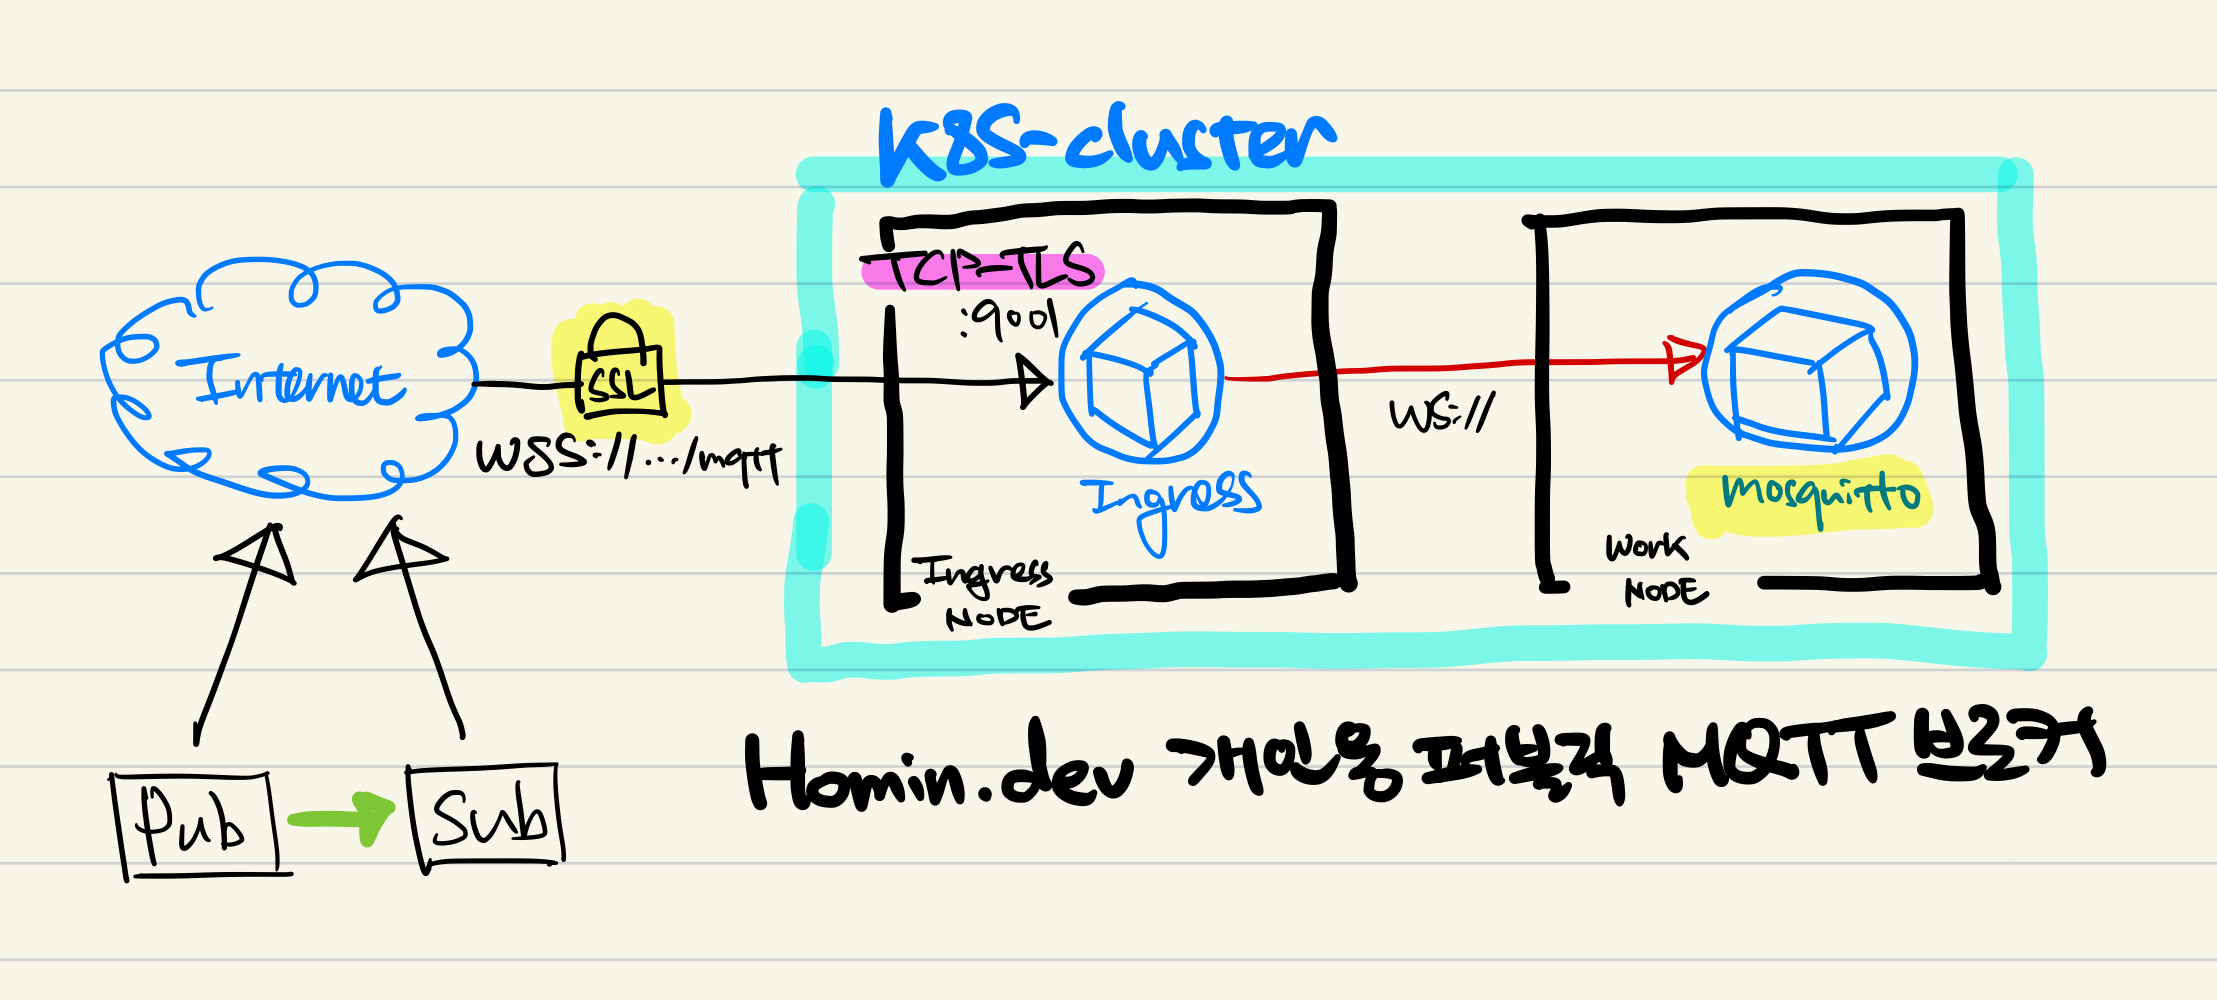 K8S-cluster
TCP-TLS
:9001
Internet
SSL
WSS://.../mqtt
WS://
Ingress
Mosquitto
Ingress
NODE
Work
NODE
Homin.dev 개인용 퍼블릭 MQTT 브로커
Pub
Sub